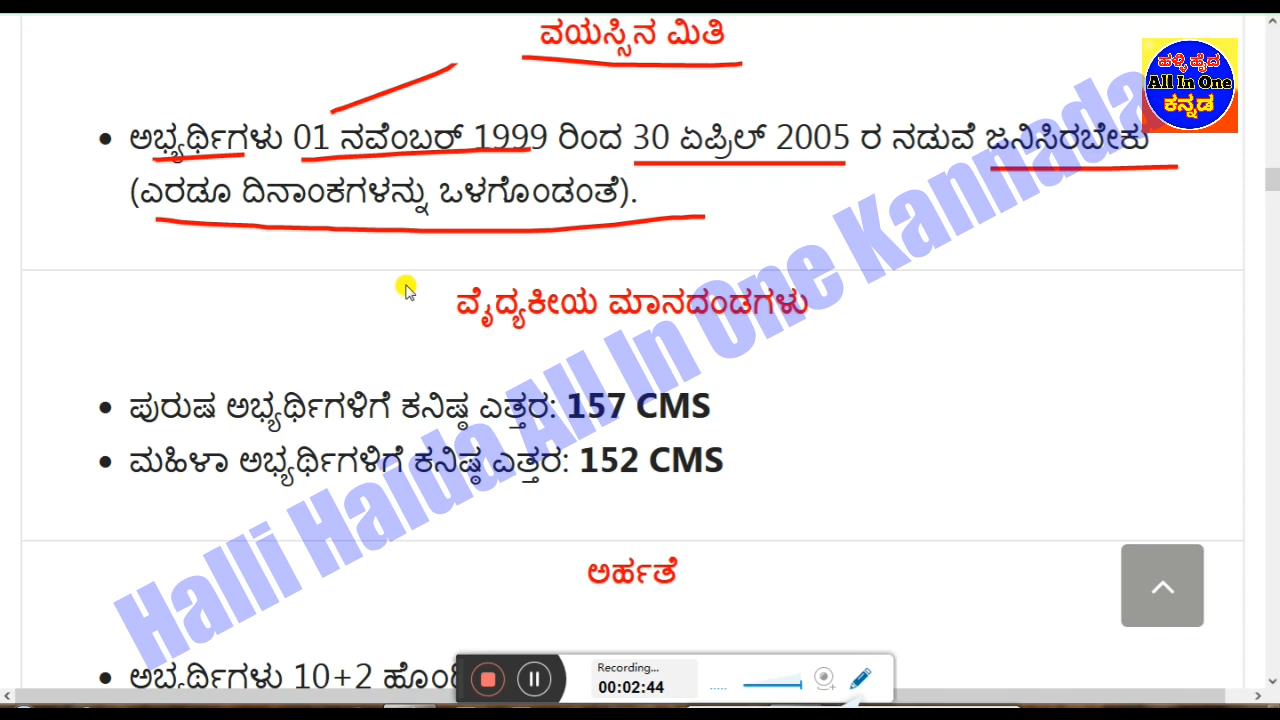 ವಯಸ್ಸಿನ ಮಿತಿ
ಹಳ್ಳಿ ಹೈದ
All In One
ಕನ್ನಡ
• ಅಭ್ಯರ್ಥಿಗಳು 01 ನವೆಂಬರ್ 1999 ರಿಂದ 30 ಏಪ್ರಿಲ್ 2005 ರ ನಡುವೆ ಜನಿಸಿರಬೇಕು
(ಎರಡೂ ದಿನಾಂಕಗಳನ್ನು ಒಳಗೊಂಡಂತೆ).
ವೈದ್ಯಕೀಯ ಮಾನದಂಡಗಳು
• ಪುರುಷ ಅಭ್ಯರ್ಥಿಗಳಿಗೆ ಕನಿಷ್ಠ ಎತ್ತರ: 157 CMS
• ಮಹಿಳಾ ಅಭ್ಯರ್ಥಿಗಳಿಗೆ ಕನಿಷ್ಠ ಎತ್ತರ: 152 CMS
Halli Haida All In One Kannada
ಅರ್ಹತೆ
• ಅಭ್ಯರ್ಥಿಗಳು 10+2
Recording...
00:02:44